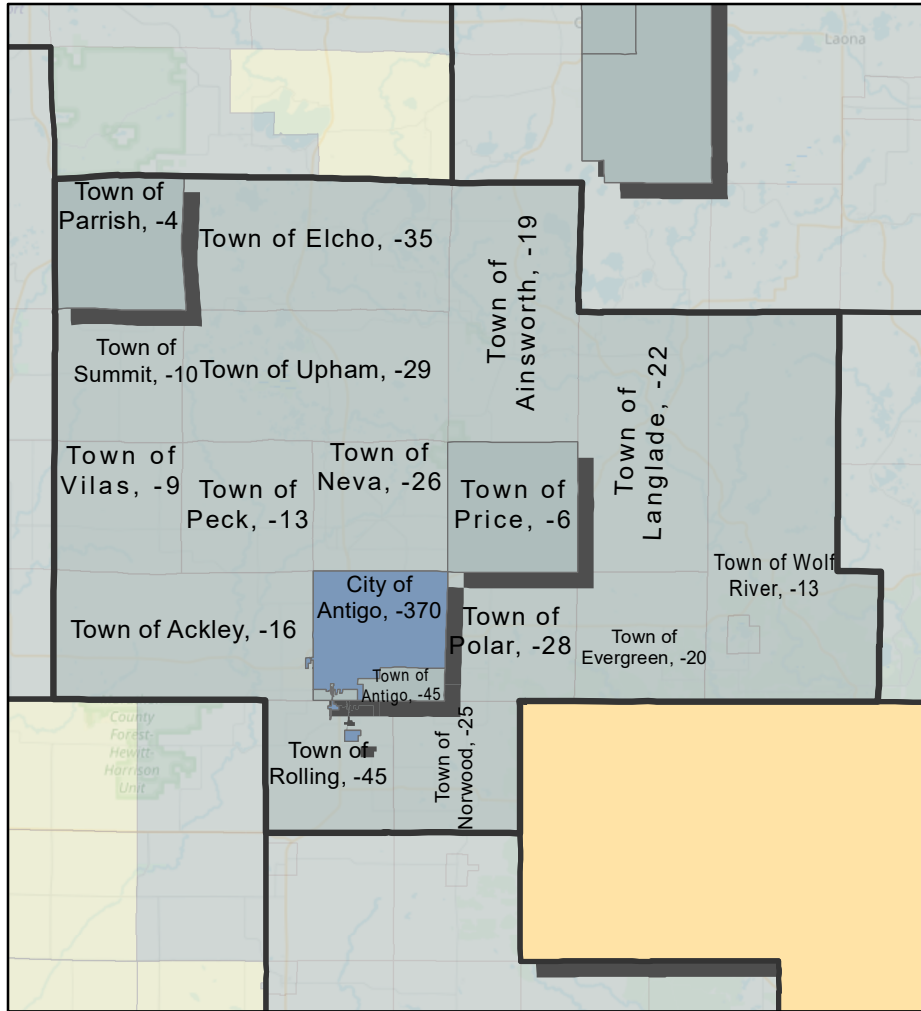 Laona
Town of
Parrish, -4
Town of Elcho, -35
Town of
Ainsworth, -19
Town of
Summit, -10
Town of Upham, -29
Town of
Langlade, -22
Town of
Vilas, -9
Town of
Peck, -13
Town of
Neva, -26
Town of
Price, -6
Town of Wolf
River, -13
City of
Antigo, -370
Town of Ackley, -16
Town of
Polar, -28
Town of
Evergreen, -20
Town of
Antigo, -45
Town of
Rolling, -45
Town of
Norwood, -25
County
Forest-
Hewitt-
Harrison
Unit